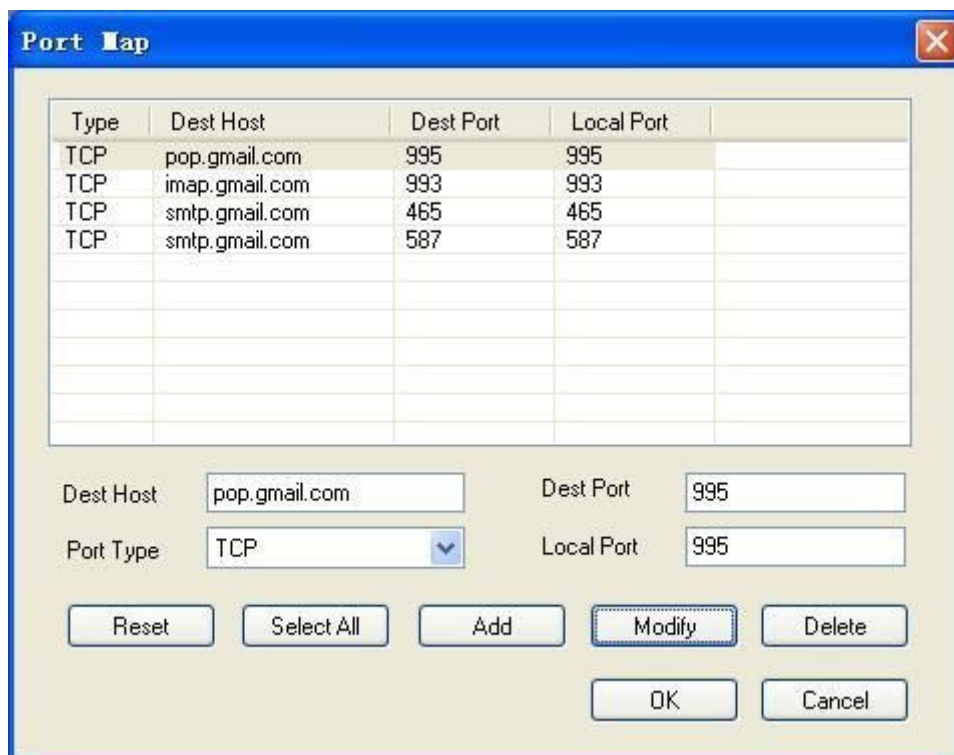 Port Map
Type Dest Host Dest Port Local Port
TCP pop.gmail.com 995 995
TCP imap.gmail.com 993 993
TCP smtp.gmail.com 465 465
TCP smtp.gmail.com 587 587
Dest Host pop.gmail.com Dest Port 995
Port Type TCP Local Port 995
Reset Select All Add Modify Delete
OK Cancel